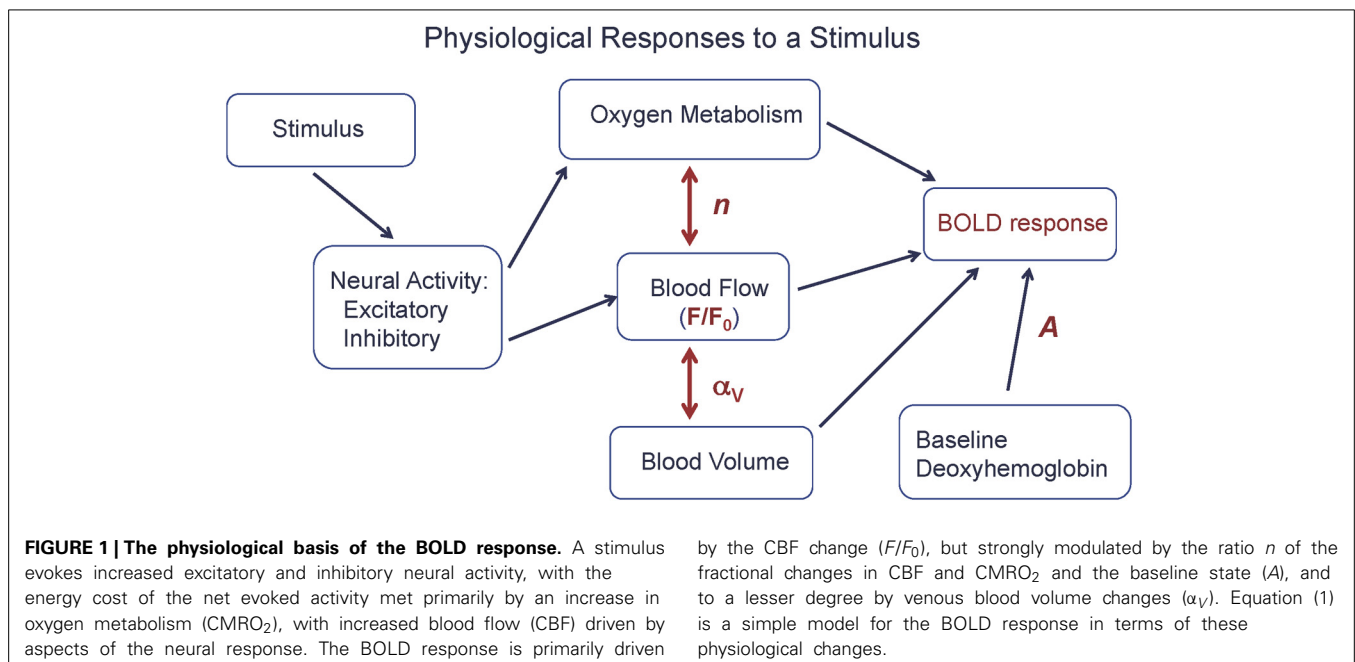 Physiological Responses to a Stimulus
Stimulus
Oxygen Metabolism
n
BOLD response
Neural Activity:
Excitatory
Inhibitory
Blood Flow
(F/F₀)
A
αV
Blood Volume
Baseline
Deoxyhemoglobin
FIGURE 1 | The physiological basis of the BOLD response. A stimulus
evokes increased excitatory and inhibitory neural activity, with the
energy cost of the net evoked activity met primarily by an increase in
oxygen metabolism (CMRO₂), with increased blood flow (CBF) driven by
aspects of the neural response. The BOLD response is primarily driven
by the CBF change (F/F₀), but strongly modulated by the ratio n of the
fractional changes in CBF and CMRO₂ and the baseline state (A), and
to a lesser degree by venous blood volume changes (αV). Equation (1)
is a simple model for the BOLD response in terms of these
physiological changes.